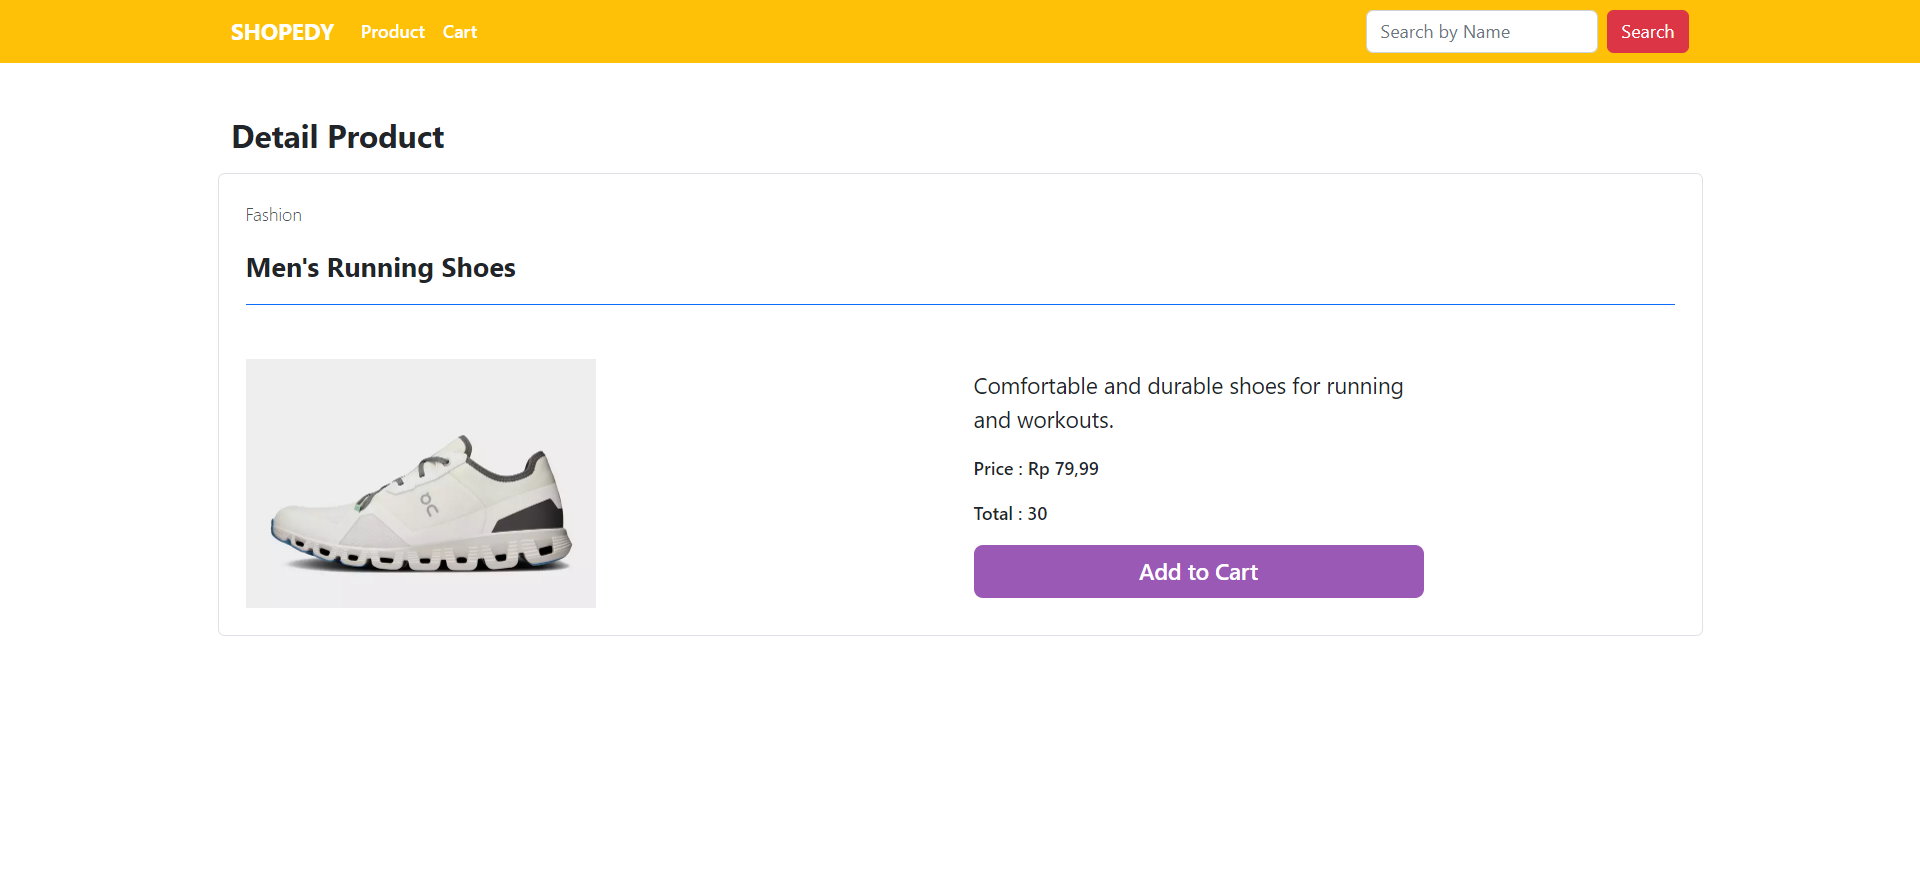 SHOPEDY Product Cart Search by Name Search
Detail Product
Fashion
Men's Running Shoes
Comfortable and durable shoes for running
and workouts.
Price : Rp 79,99
Total : 30
Add to Cart